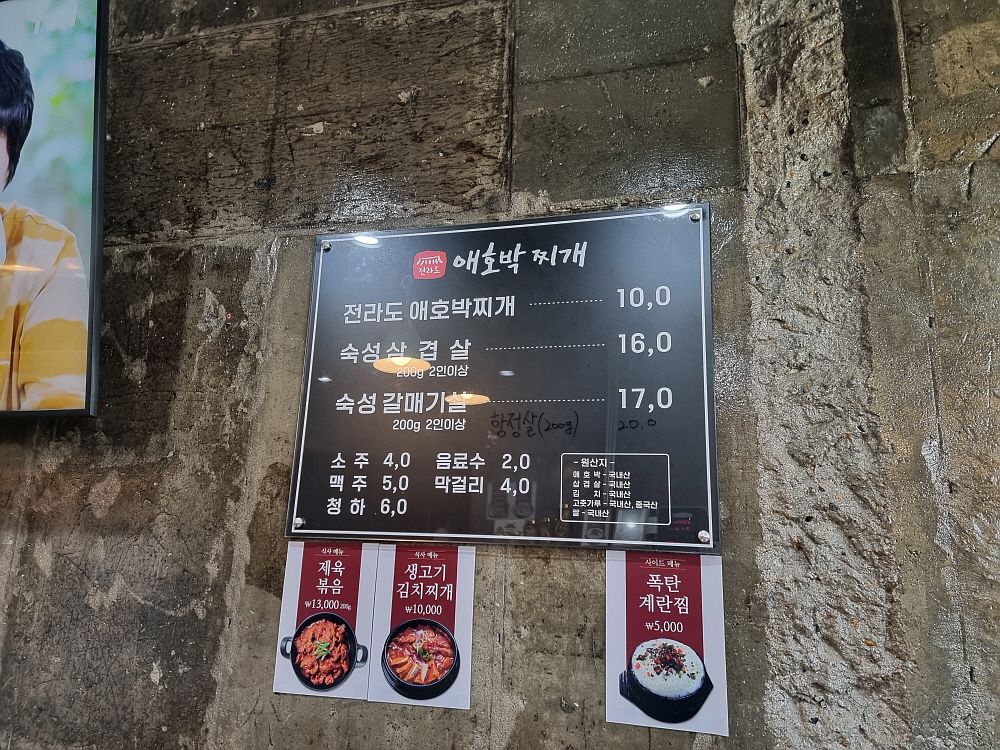 전라도 애호박 찌개
전라도 애호박찌개 10,0
숙성 삼겹살 16,0
200g 2인이상
숙성 갈매기살 17,0
200g 2인이상
항정살(200g) 20.0
소주 4,0 음료수 2,0
맥주 5,0 막걸리 4,0
청하 6,0
- 원산지 -
애호박 - 국내산
삼겹살 - 국내산
김치 - 국내산
고춧가루 - 국내산, 중국산
쌀 - 국내산
식사 메뉴
제육
볶음
₩13,000 200g
식사 메뉴
생고기
김치찌개
₩10,000
사이드 메뉴
폭탄
계란찜
₩5,000